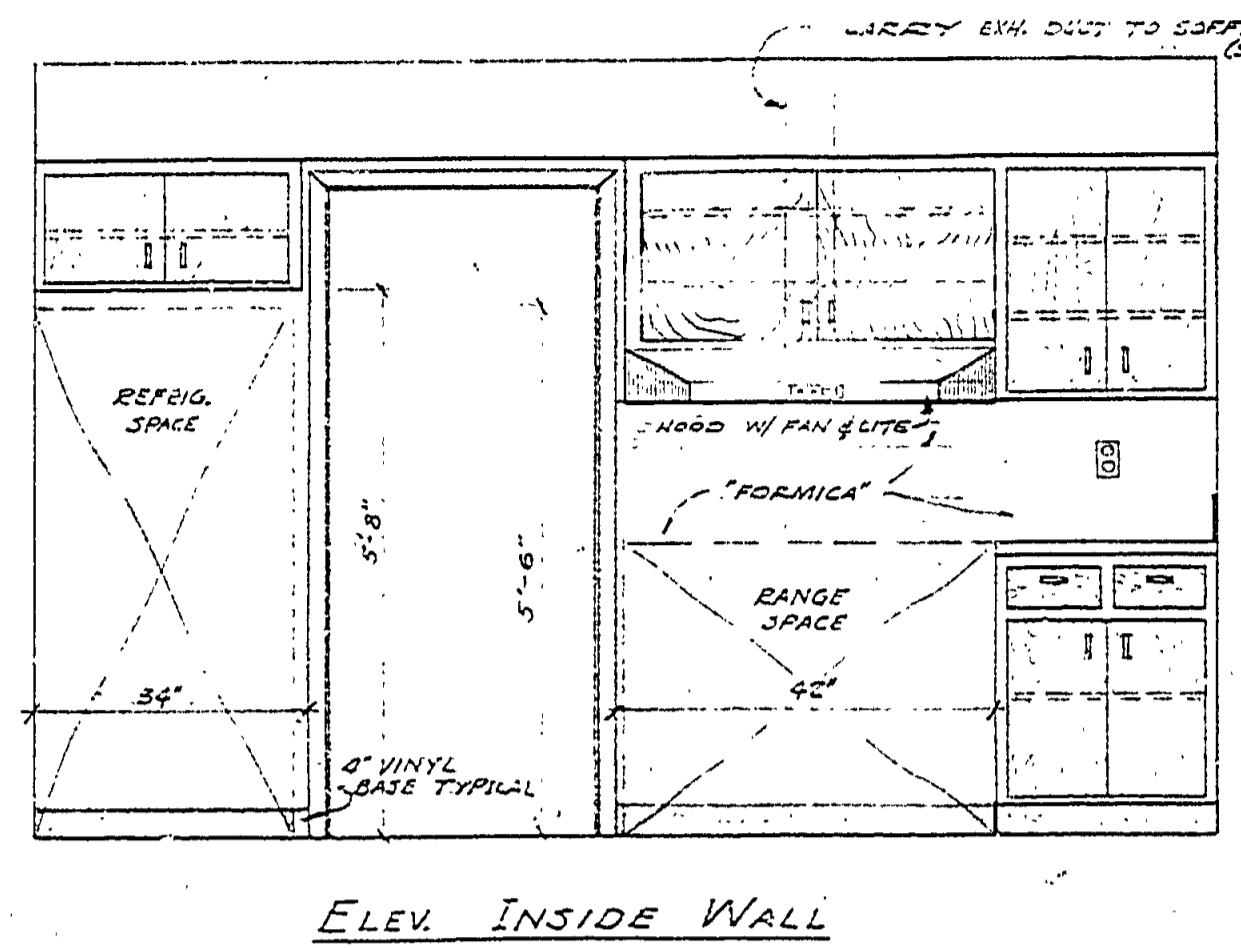 CARRY EXH. DUCT TO SOFF
REFRIG.
SPACE
HOOD W/ FAN & LITE
"FORMICA"
5'-8"
5'-6"
RANGE
SPACE
34"
42"
4" VINYL
BASE TYPICAL
ELEV. INSIDE WALL